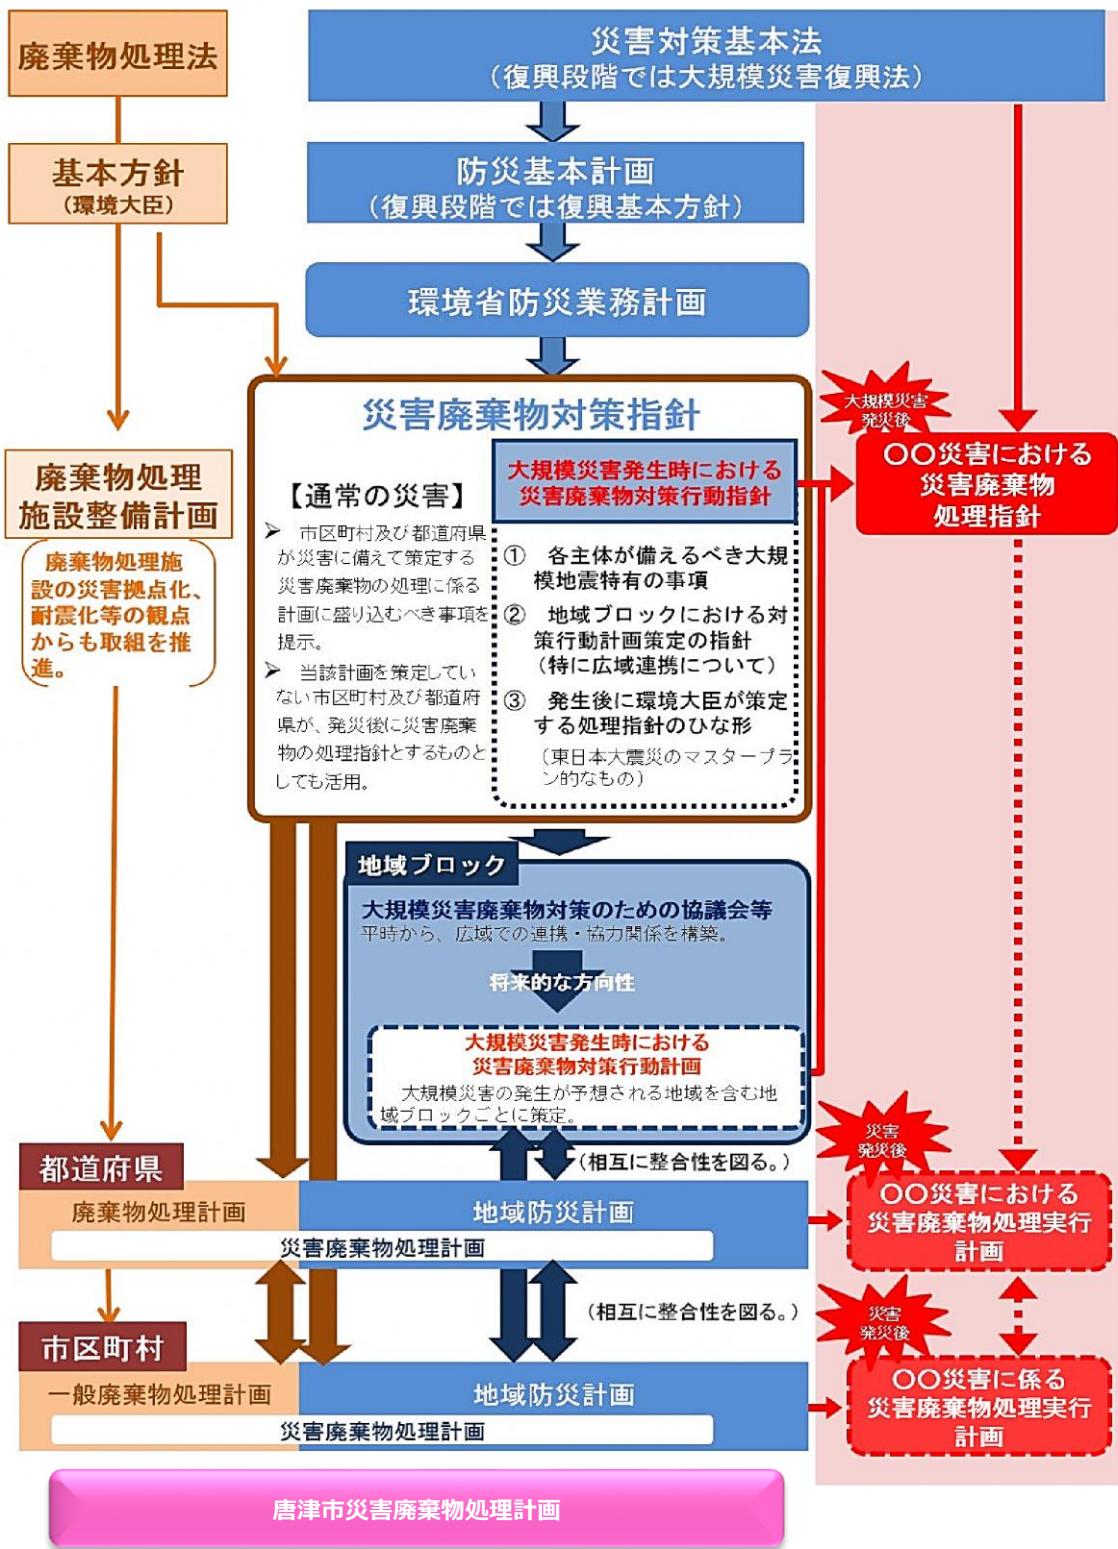 廃棄物処理法
災害対策基本法
（復興段階では大規模災害復興法）
基本方針
（環境大臣）
防災基本計画
（復興段階では復興基本方針）
環境省防災業務計画
災害廃棄物対策指針
【通常の災害】
➢ 市区町村及び都道府県
が災害に備えて策定する
災害廃棄物の処理に係る
計画に盛り込むべき事項を
提示。
➢ 当該計画を策定してい
ない市区町村及び都道府
県が、発災後に災害廃棄
物の処理指針とするものと
しても活用。
大規模災害発生時における
災害廃棄物対策行動指針
① 各主体が備えるべき大規
模地震特有の事項
② 地域ブロックにおける対
策行動計画策定の指針
（特に広域連携について）
③ 発生後に環境大臣が策定
する処理指針のひな形
（東日本大震災のマスタープラ
ン的なもの）
大規模災害
発災後
〇〇災害における
災害廃棄物
処理指針
廃棄物処理
施設整備計画
廃棄物処理施
設の災害拠点化、
耐震化等の観点
からも取組を推
進。
地域ブロック
大規模災害廃棄物対策のための協議会等
平時から、広域での連携・協力関係を構築。
将来的な方向性
大規模災害発生時における
災害廃棄物対策行動計画
大規模災害の発生が予想される地域を含む地
域ブロックごとに策定。
（相互に整合性を図る。）
災害
発災後
都道府県
廃棄物処理計画
地域防災計画
災害廃棄物処理計画
〇〇災害における
災害廃棄物処理実行
計画
（相互に整合性を図る。）
災害
発災後
市区町村
一般廃棄物処理計画
地域防災計画
災害廃棄物処理計画
〇〇災害に係る
災害廃棄物処理実行
計画
唐津市災害廃棄物処理計画